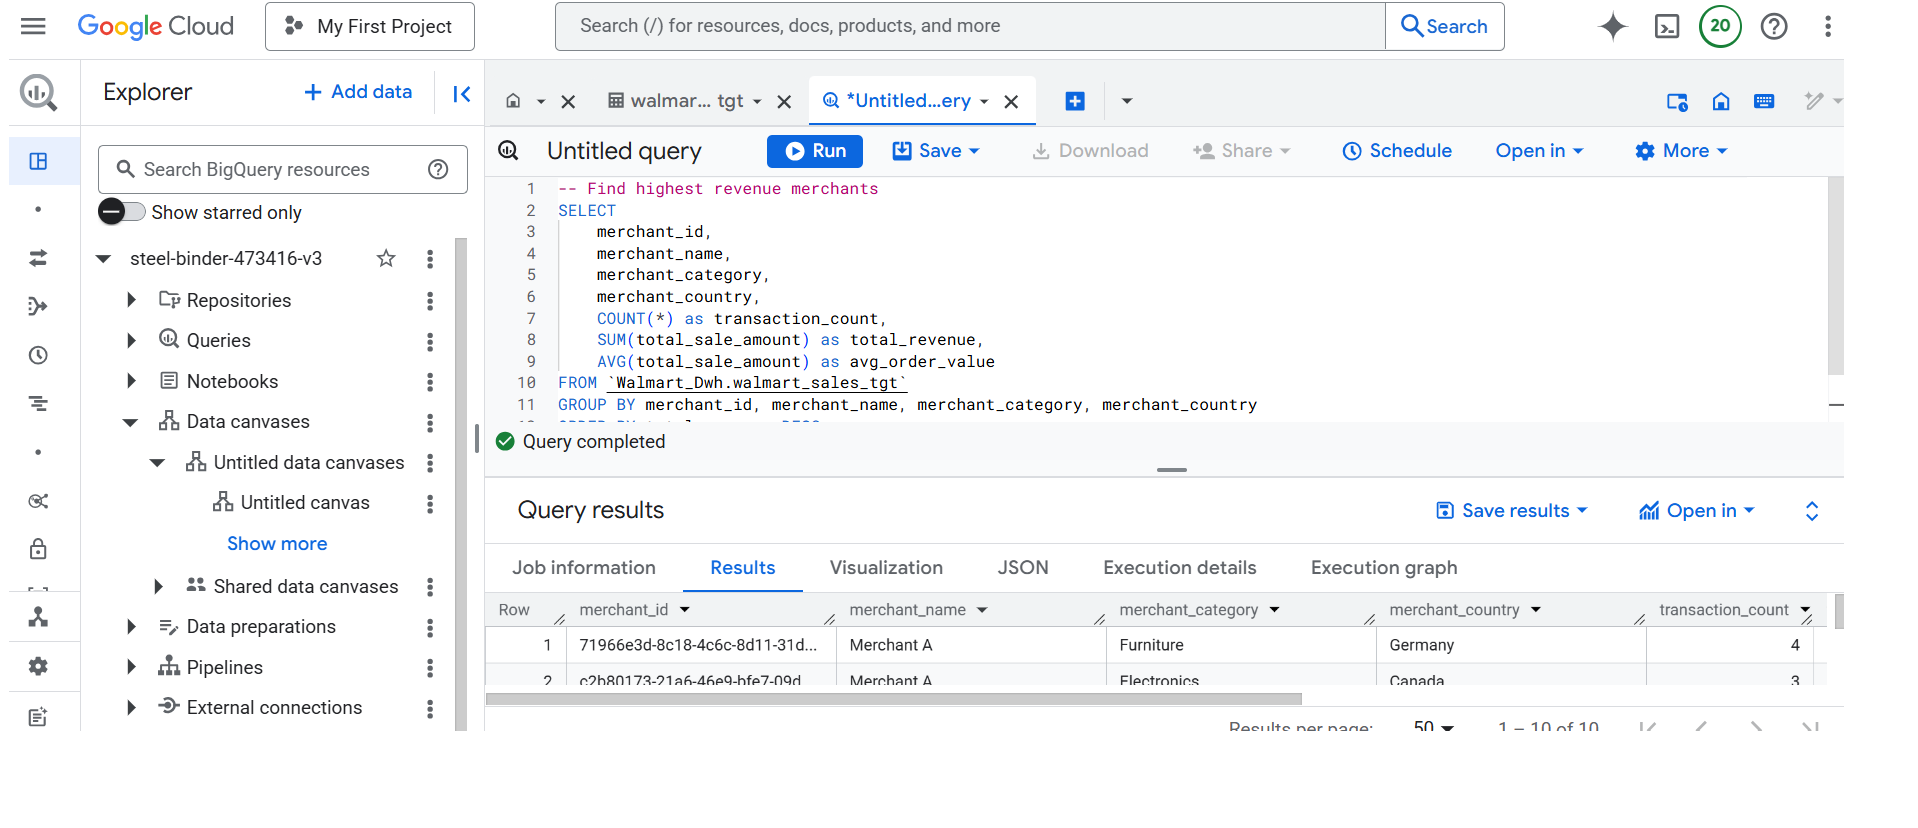 Google Cloud
My First Project
Search (/) for resources, docs, products, and more
Search
20
Explorer
+ Add data
walmar... tgt
*Untitled...ery
Search BigQuery resources
Show starred only
steel-binder-473416-v3
Repositories
Queries
Notebooks
Data canvases
Untitled data canvases
Untitled canvas
Show more
Shared data canvases
Data preparations
Pipelines
External connections
Untitled query
Run
Save
Download
Share
Schedule
Open in
More
1 -- Find highest revenue merchants
2 SELECT
3 merchant_id,
4 merchant_name,
5 merchant_category,
6 merchant_country,
7 COUNT(*) as transaction_count,
8 SUM(total_sale_amount) as total_revenue,
9 AVG(total_sale_amount) as avg_order_value
10 FROM `Walmart_Dwh.walmart_sales_tgt`
11 GROUP BY merchant_id, merchant_name, merchant_category, merchant_country
Query completed
Query results
Save results
Open in
Job information
Results
Visualization
JSON
Execution details
Execution graph
Row merchant_id merchant_name merchant_category merchant_country transaction_count
1 71966e3d-8c18-4c6c-8d11-31d... Merchant A Furniture Germany 4
2 c2b80173-21a6-46e9-bfe7-09d Merchant A Electronics Canada 3
Results per page: 50 1 – 10 of 10